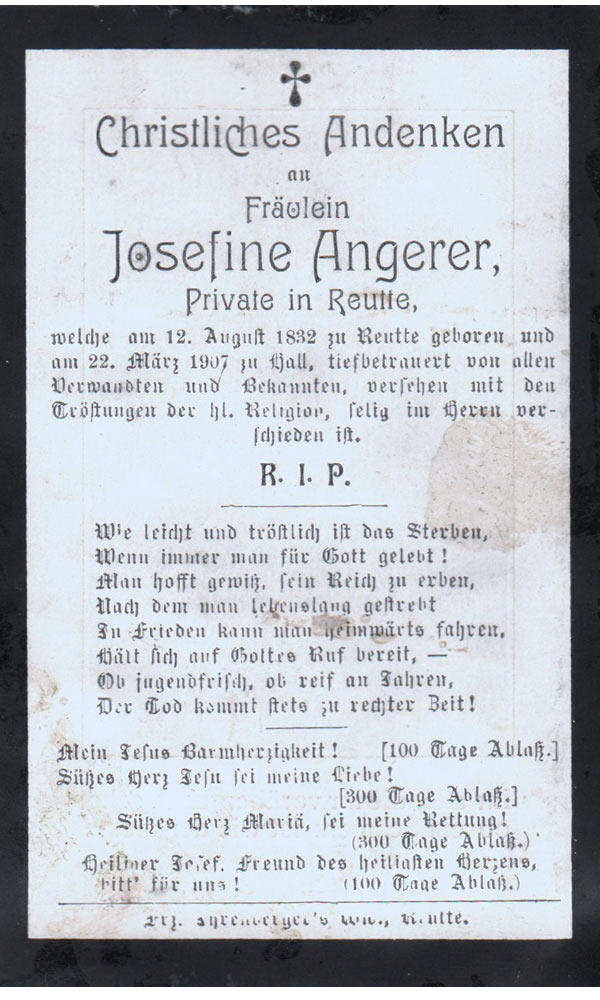 Christliches Andenken
an
Fräulein
Josefine Angerer,
Private in Reutte,
welche am 12. August 1832 zu Reutte geboren und
am 22. März 1907 zu Hall, tiefbetrauert von allen
Verwandten und Bekannten, versehen mit den
Tröstungen der hl. Religion, selig im Herrn ver-
schieden ist.
R. I. P.
Wie leicht und tröstlich ist das Sterben,
Wenn immer man für Gott gelebt!
Man hofft gewiß, sein Reich zu erben,
Nach dem man lebenslang gestrebt
In Frieden kann man heimwärts fahren,
Hält sich auf Gottes Ruf bereit, —
Ob jugendfrisch, ob reif an Jahren,
Der Tod kommt stets zu rechter Zeit!
Mein Jesus Barmherzigkeit! [100 Tage Ablaß.]
Süßes Herz Jesu sei meine Liebe!
[300 Tage Ablaß.]
Süßes Herz Mariä, sei meine Rettung!
(300 Tage Ablaß.)
Heiliger Josef, Freund des heiligsten Herzens,
bitt' für uns! (100 Tage Ablaß.)
Reutte.